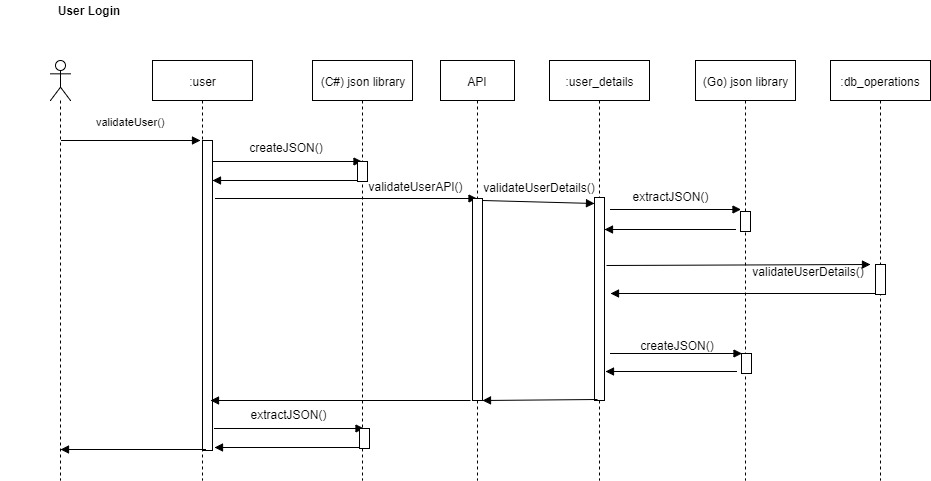 User Login
:user
(C#) json library
API
:user_details
(Go) json library
:db_operations
validateUser()
createJSON()
validateUserAPI()
validateUserDetails()
extractJSON()
validateUserDetails()
createJSON()
extractJSON()